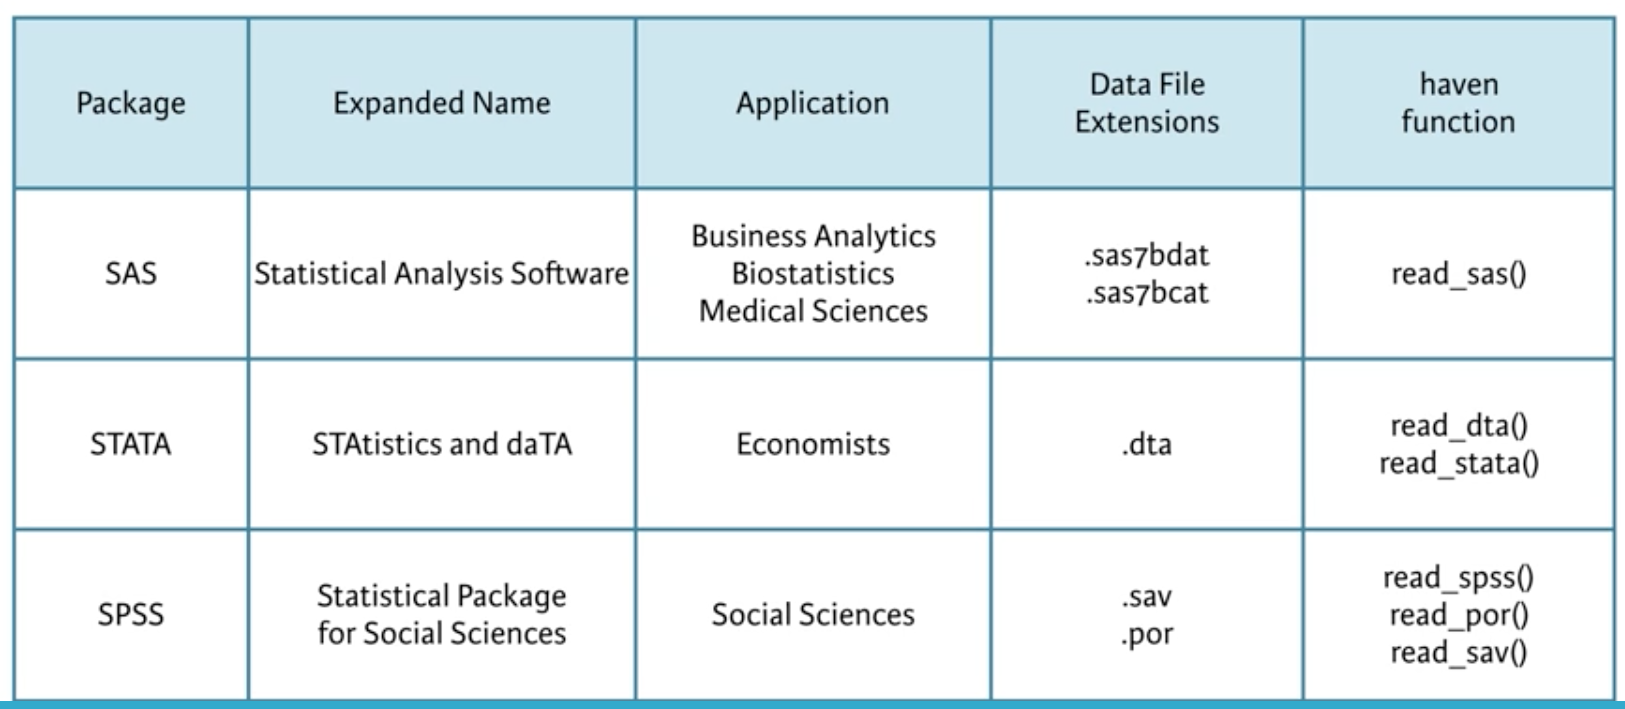 Package
Expanded Name
Application
Data File
Extensions
haven
function
SAS
Statistical Analysis Software
Business Analytics
Biostatistics
Medical Sciences
.sas7bdat
.sas7bcat
read_sas()
STATA
STAtistics and daTA
Economists
.dta
read_dta()
read_stata()
SPSS
Statistical Package
for Social Sciences
Social Sciences
.sav
.por
read_spss()
read_por()
read_sav()